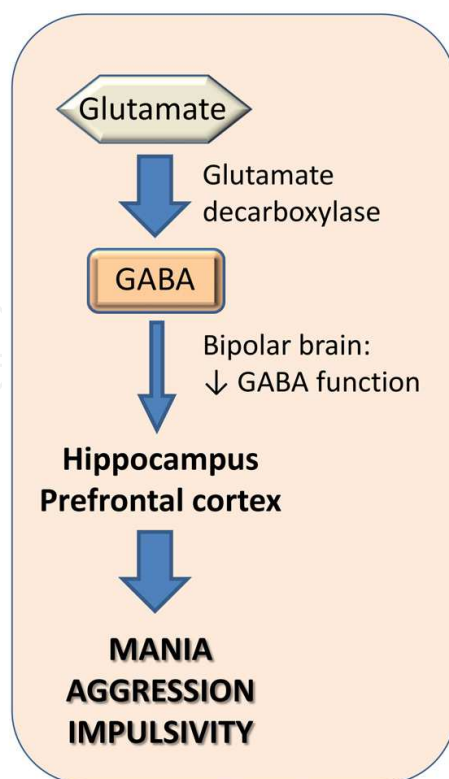 Glutamate
Glutamate
decarboxylase
GABA
Bipolar brain:
↓ GABA function
Hippocampus
Prefrontal cortex
MANIA
AGGRESSION
IMPULSIVITY